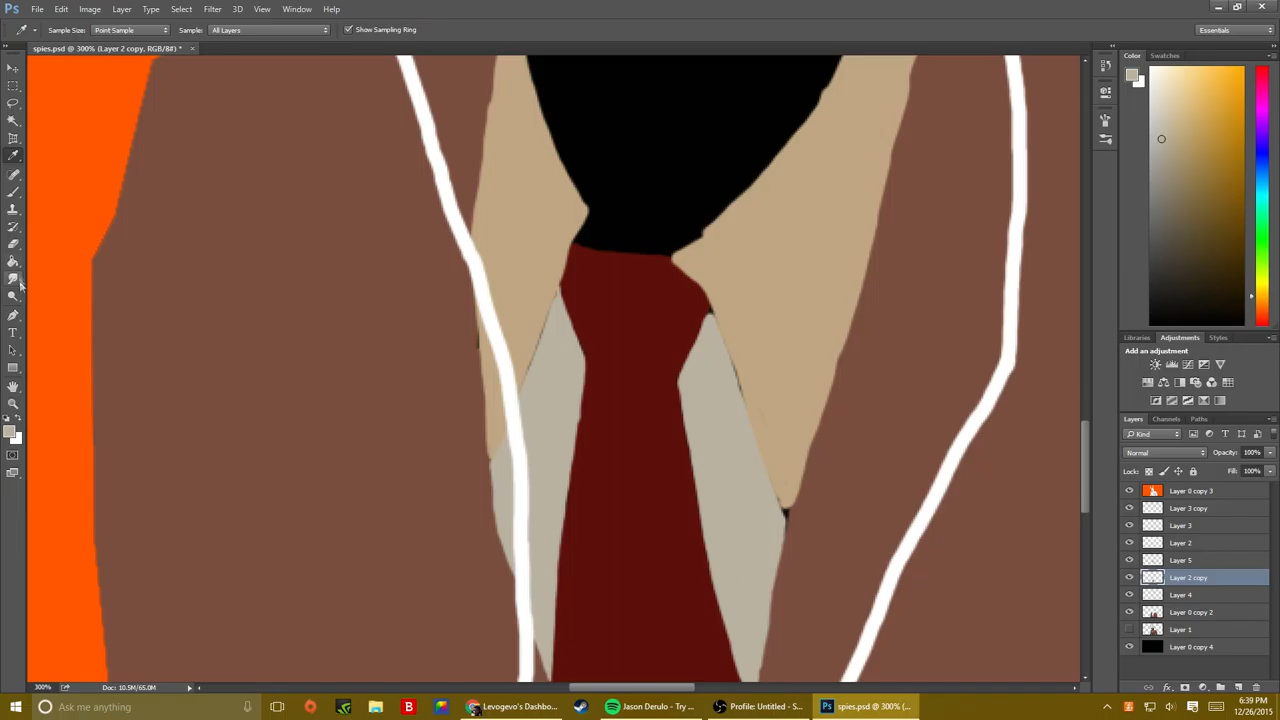 Ps File Edit Image Layer Type Select Filter 3D View Window Help
Sample Size: Point Sample Sample: All Layers Show Sampling Ring Essentials
spies.psd @ 300% (Layer 2 copy, RGB/8#) *
Color Swatches
Libraries Adjustments Styles
Add an adjustment
Layers Channels Paths
Kind
Normal Opacity: 100%
Lock: Fill: 100%
Layer 0 copy 3
Layer 3 copy
Layer 3
Layer 2
Layer 5
Layer 2 copy
Layer 4
Layer 0 copy 2
Layer 1
Layer 0 copy 4
300% Doc: 10.5M/65.0M
Ask me anything
Levogevo's Dashbo...
Jason Derulo - Try ...
Profile: Untitled - S...
spies.psd @ 300% (...
6:39 PM
12/26/2015